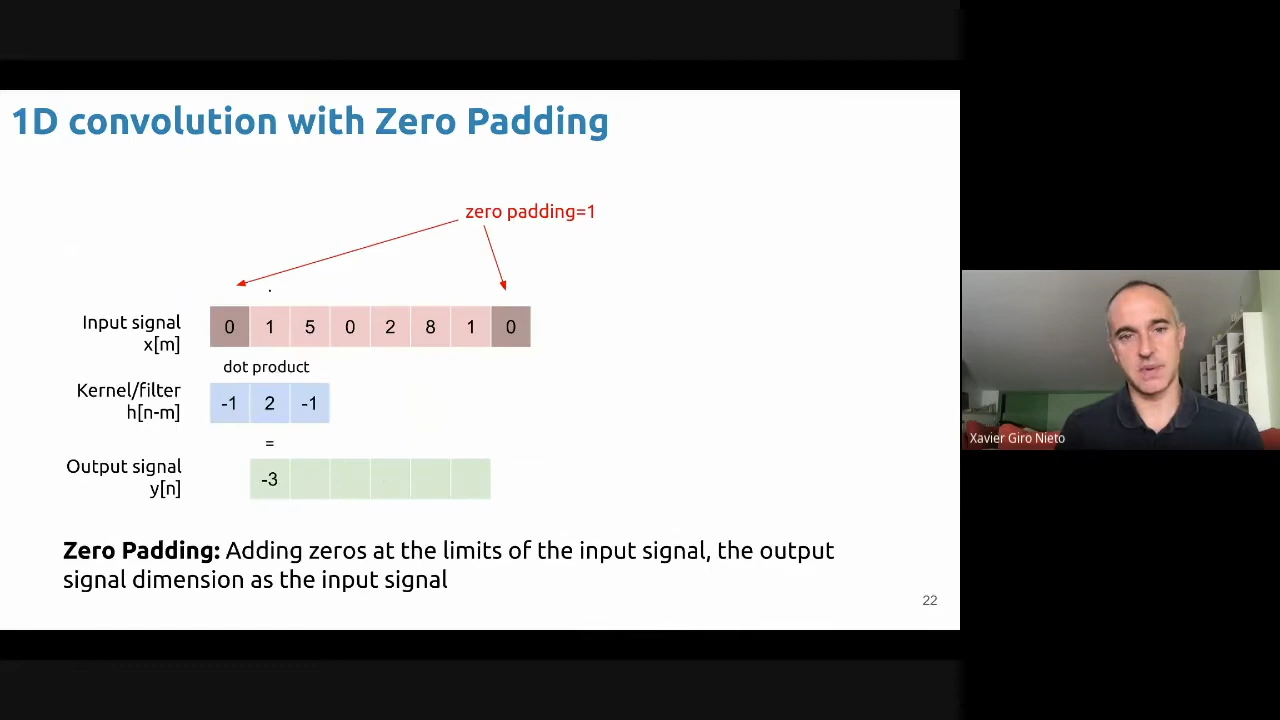 1D convolution with Zero Padding
zero padding=1
Input signal
x[m]
0 1 5 0 2 8 1 0
dot product
Kernel/filter
h[n-m]
-1 2 -1
=
Output signal
y[n]
-3
Zero Padding: Adding zeros at the limits of the input signal, the output
signal dimension as the input signal
22
Xavier Giro Nieto